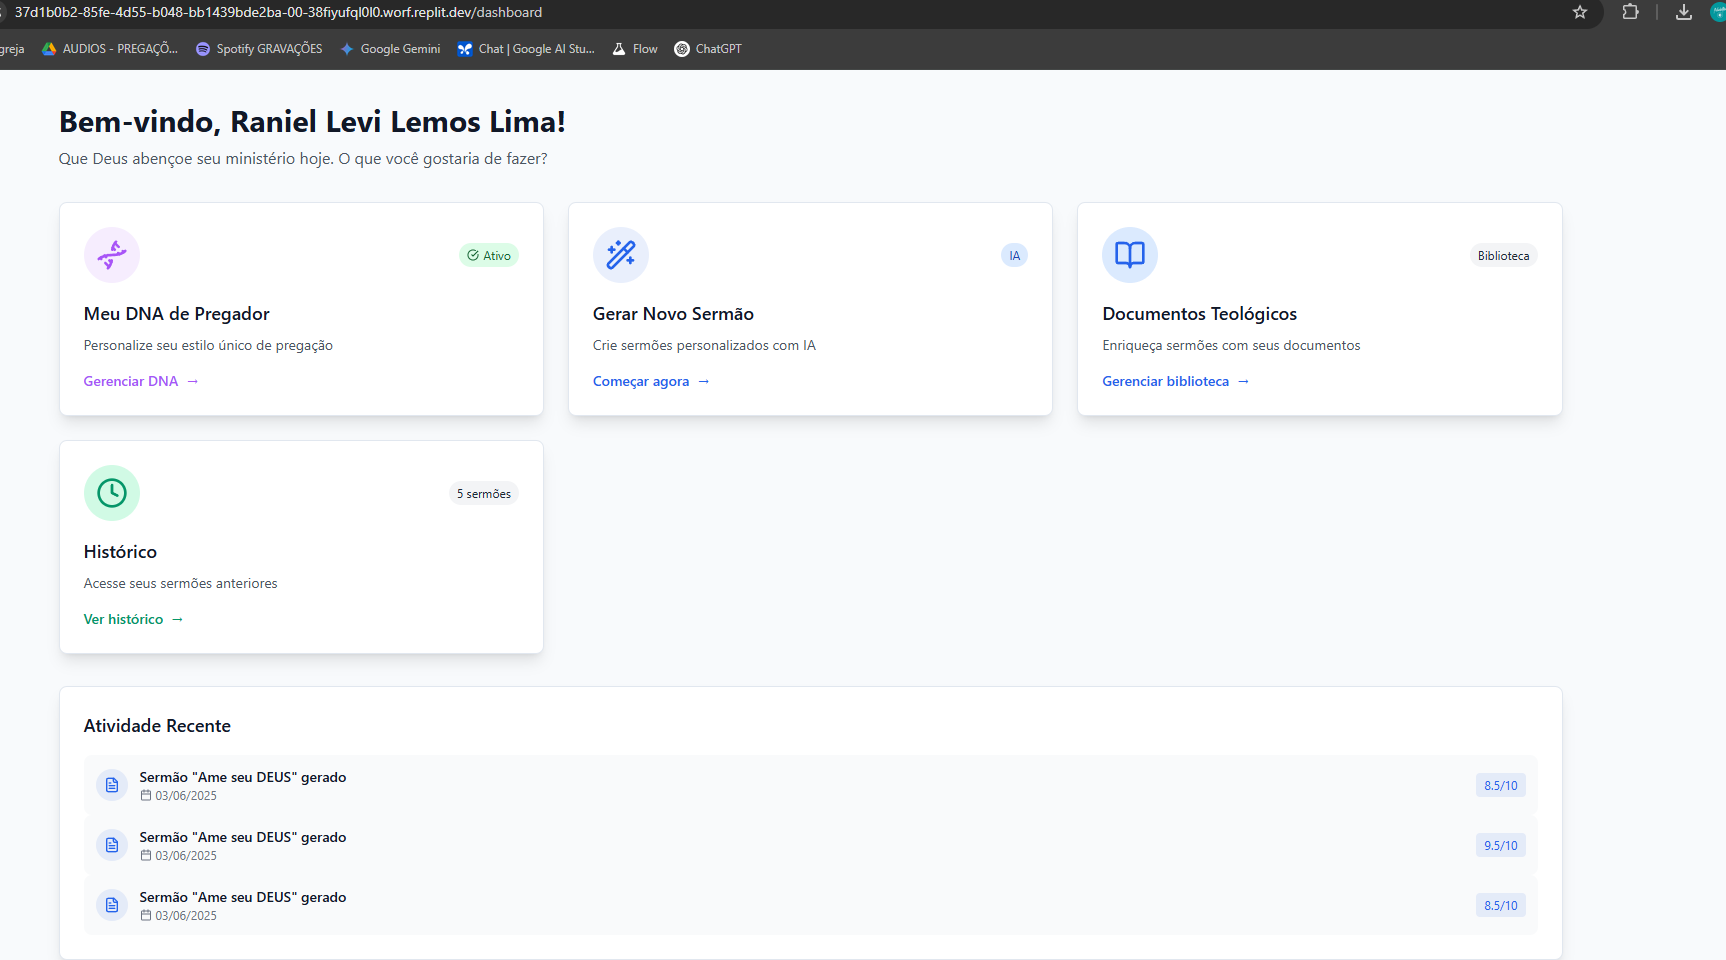 37d1b0b2-85fe-4d55-b048-bb1439bde2ba-00-38fiyufql0l0.worf.replit.dev/dashboard
greja AUDIOS - PREGAÇÕ... Spotify GRAVAÇÕES Google Gemini Chat | Google AI Stu... Flow ChatGPT
Bem-vindo, Raniel Levi Lemos Lima!
Que Deus abençoe seu ministério hoje. O que você gostaria de fazer?
Ativo
Meu DNA de Pregador
Personalize seu estilo único de pregação
Gerenciar DNA →
IA
Gerar Novo Sermão
Crie sermões personalizados com IA
Começar agora →
Biblioteca
Documentos Teológicos
Enriqueça sermões com seus documentos
Gerenciar biblioteca →
5 sermões
Histórico
Acesse seus sermões anteriores
Ver histórico →
Atividade Recente
Sermão "Ame seu DEUS" gerado
03/06/2025
8.5/10
Sermão "Ame seu DEUS" gerado
03/06/2025
9.5/10
Sermão "Ame seu DEUS" gerado
03/06/2025
8.5/10